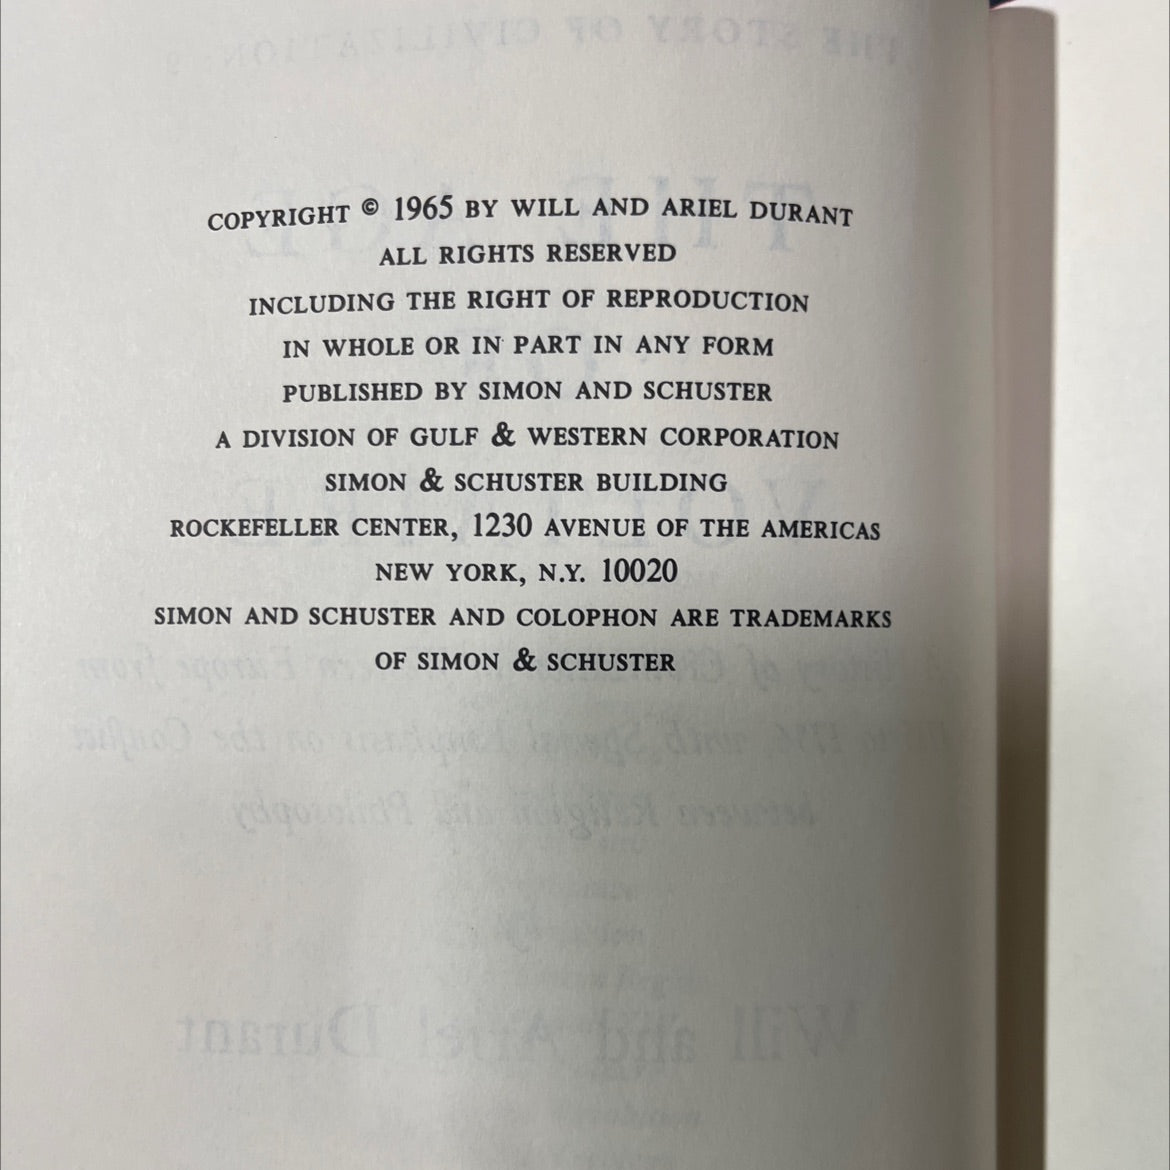 COPYRIGHT © 1965 BY WILL AND ARIEL DURANT
ALL RIGHTS RESERVED
INCLUDING THE RIGHT OF REPRODUCTION
IN WHOLE OR IN PART IN ANY FORM
PUBLISHED BY SIMON AND SCHUSTER
A DIVISION OF GULF & WESTERN CORPORATION
SIMON & SCHUSTER BUILDING
ROCKEFELLER CENTER, 1230 AVENUE OF THE AMERICAS
NEW YORK, N.Y. 10020
SIMON AND SCHUSTER AND COLOPHON ARE TRADEMARKS
OF SIMON & SCHUSTER